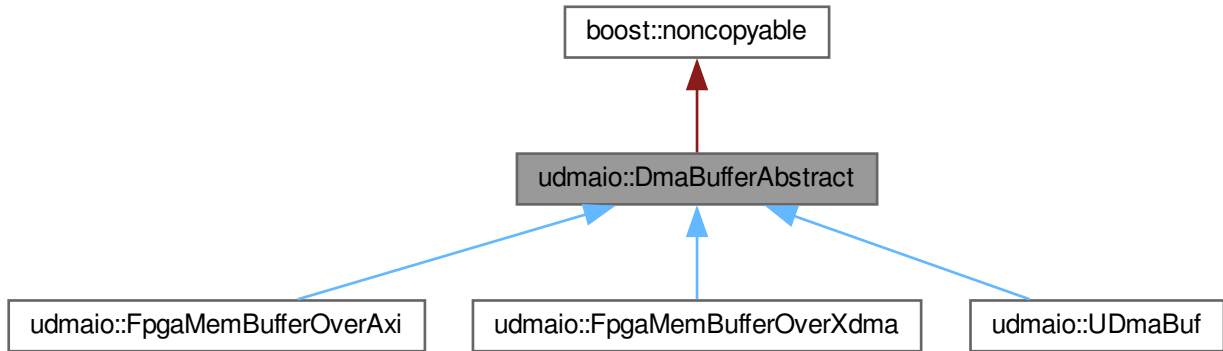 boost::noncopyable
udmaio::DmaBufferAbstract
udmaio::FpgaMemBufferOverAxi
udmaio::FpgaMemBufferOverXdma
udmaio::UDmaBuf